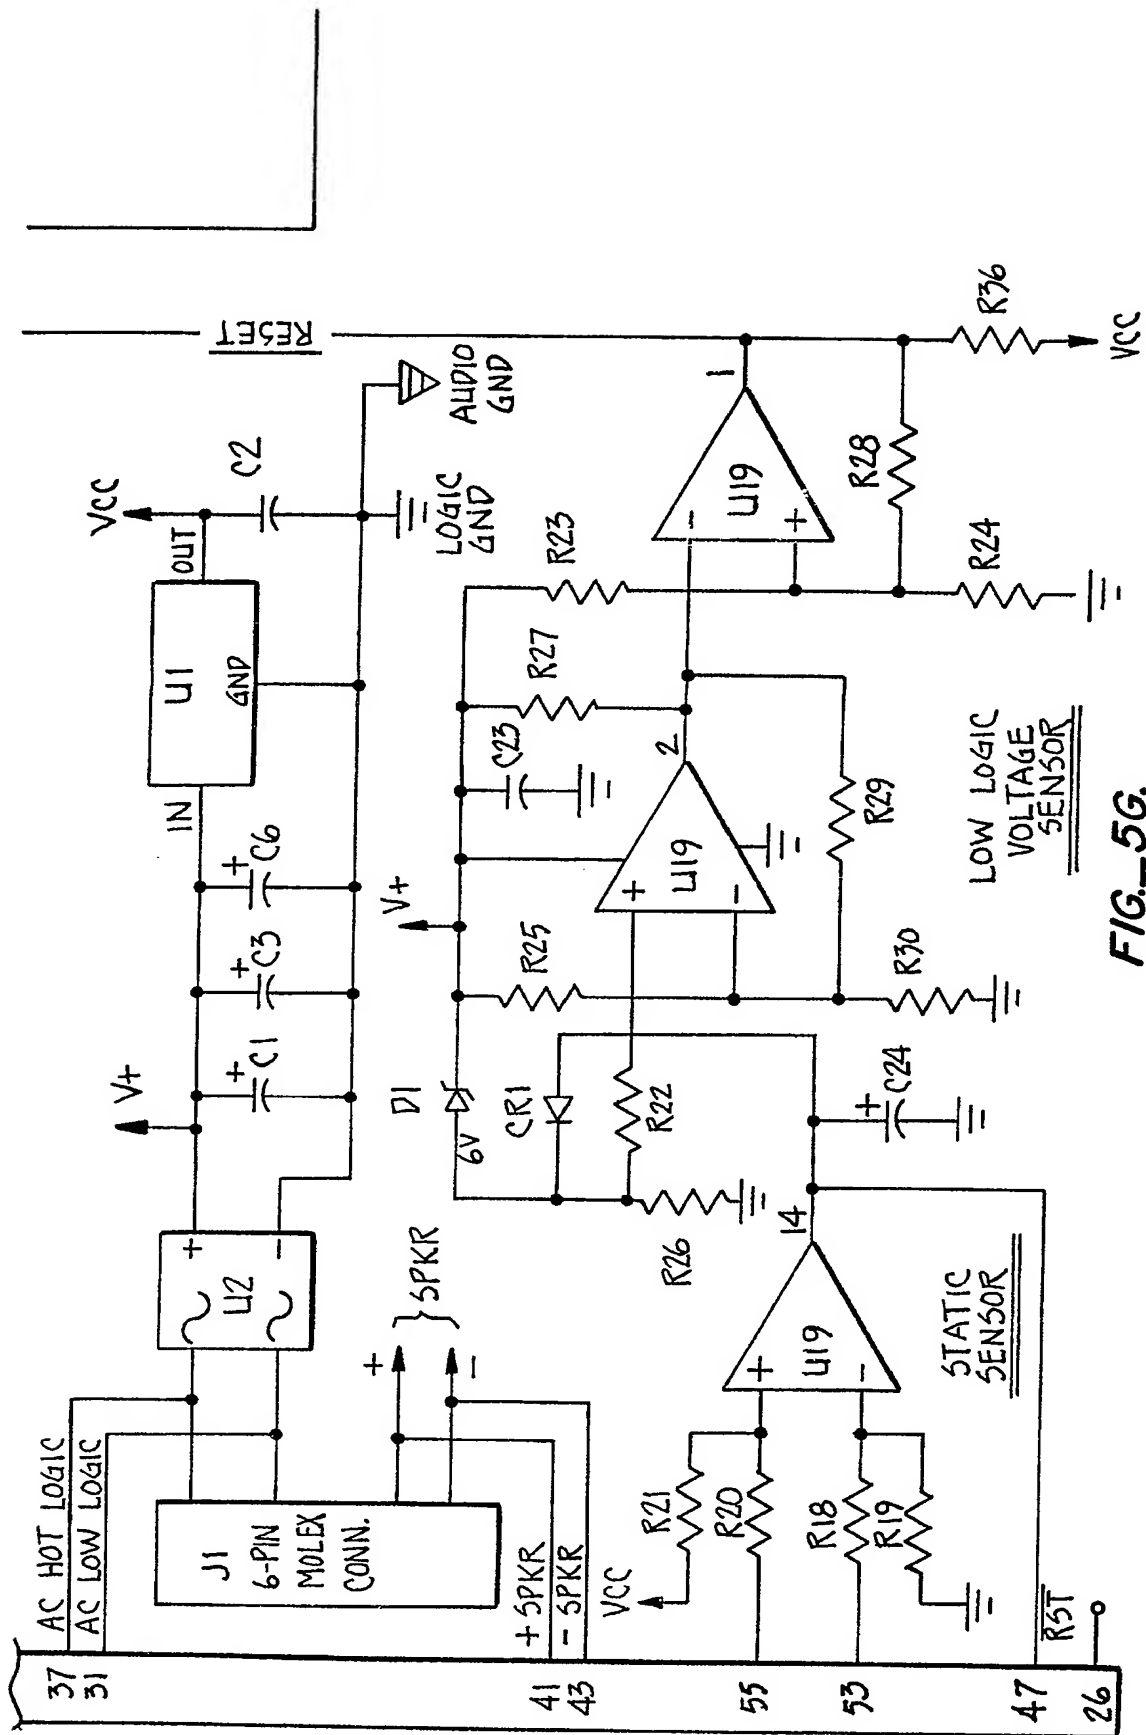 37
31
41
43
55
53
47
26
AC HOT LOGIC
AC LOW LOGIC
+ SPKR
- SPKR
RST
J1
6-PIN
MOLEX
CONN.
U2
+
-
V+
C1
+
C3
+
C6
+
IN
U1
GND
OUT
VCC
C2
LOGIC
GND
AUDIO
GND
RESET
+
-
SPKR
VCC
R21
R20
R18
R19
+
-
U19
14
STATIC
SENSOR
R26
D1
6V
CR1
R22
+
C24
V+
R25
R30
+
-
U19
2
C23
R27
R29
R23
-
+
U19
1
R28
R24
R36
VCC
LOW LOGIC
VOLTAGE
SENSOR
FIG._5G.